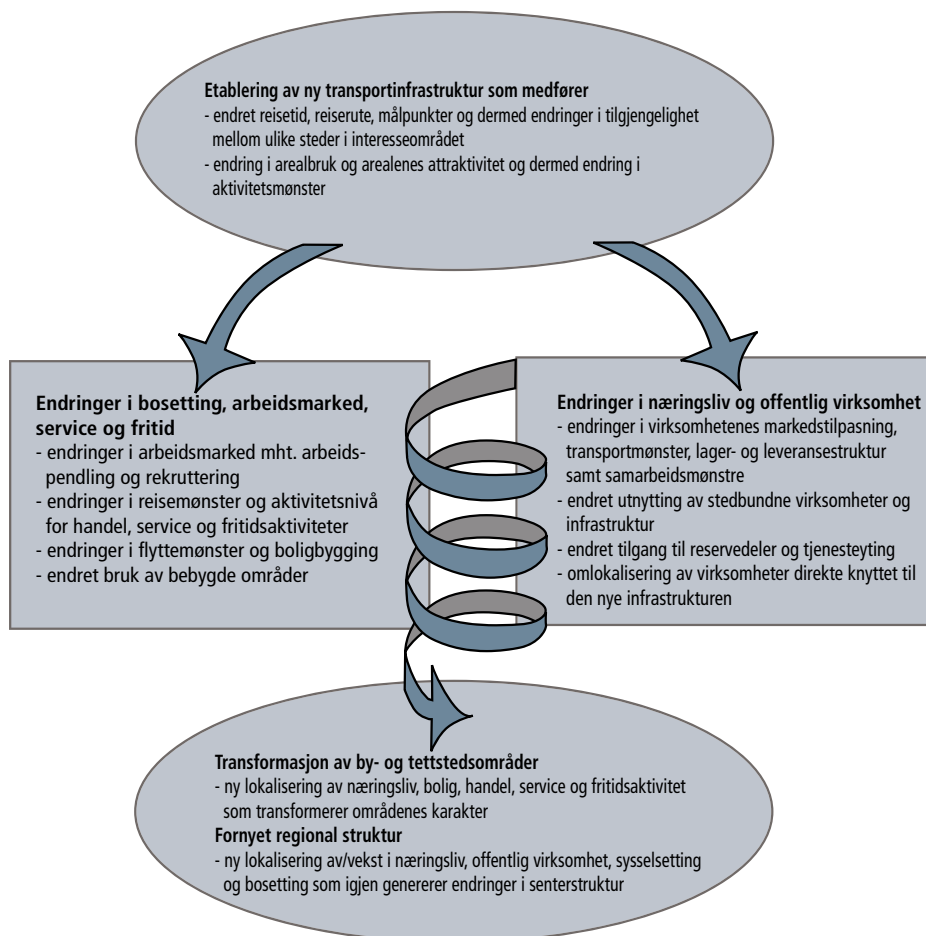 Etablering av ny transportinfrastruktur som medfører
- endret reisetid, reiserute, målpunkter og dermed endringer i tilgjengelighet
mellom ulike steder i interesseområdet
- endring i arealbruk og arealenes attraktivitet og dermed endring i
aktivitetsmønster
Endringer i bosetting, arbeidsmarked,
service og fritid
- endringer i arbeidsmarked mht. arbeids-
pendling og rekruttering
- endringer i reisemønster og aktivitetsnivå
for handel, service og fritidsaktiviteter
- endringer i flyttemønster og boligbygging
- endret bruk av bebygde områder
Endringer i næringsliv og offentlig virksomhet
- endringer i virksomhetenes markedstilpasning,
transportmønster, lager- og leveransestruktur
samt samarbeidsmønstre
- endret utnytting av stedbundne virksomheter og
infrastruktur
- endret tilgang til reservedeler og tjenesteyting
- omlokalisering av virksomheter direkte knyttet til
den nye infrastrukturen
Transformasjon av by- og tettstedsområder
- ny lokalisering av næringsliv, bolig, handel, service og fritidsaktivitet
som transformerer områdenes karakter
Fornyet regional struktur
- ny lokalisering av/vekst i næringsliv, offentlig virksomhet, sysselsetting
og bosetting som igjen genererer endringer i senterstruktur